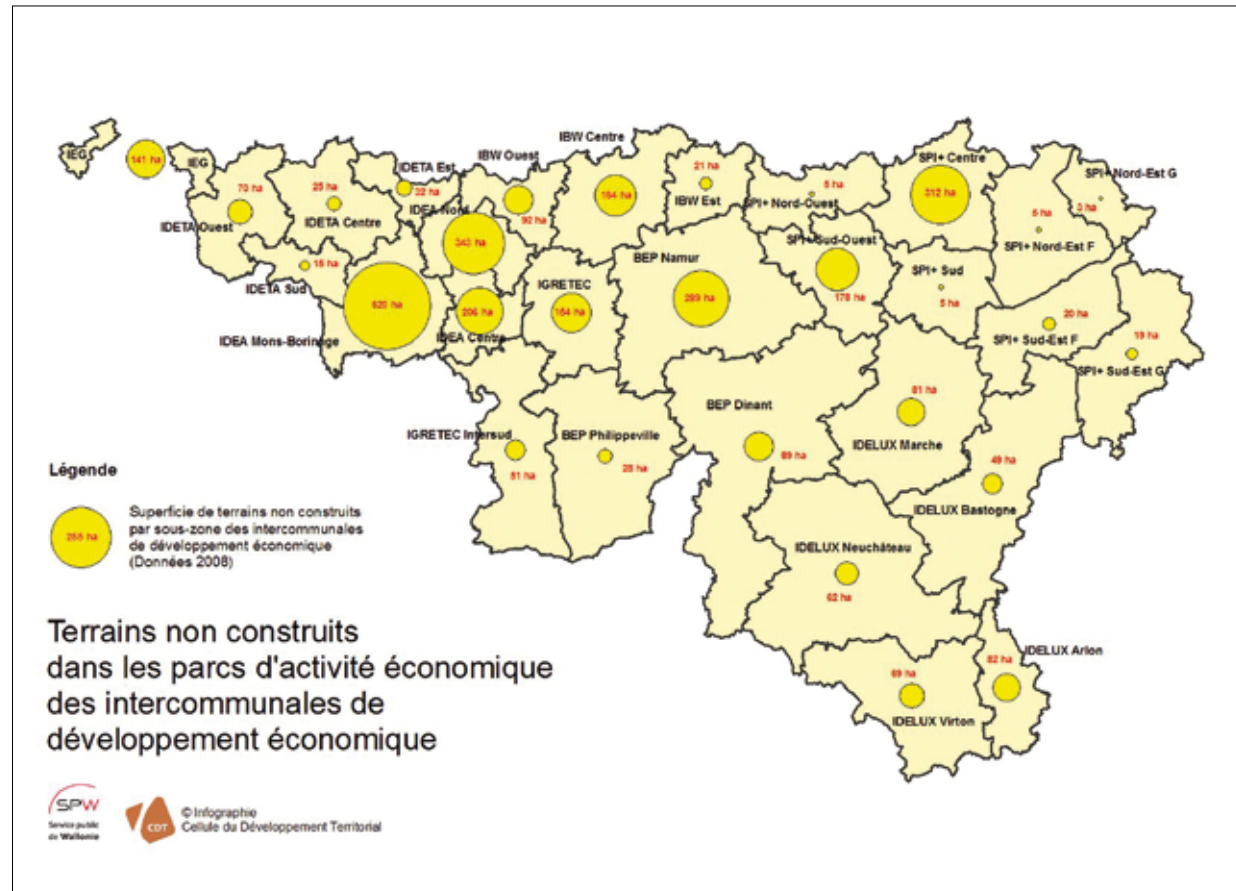 IBW Centre
IEG
141 ha
IEG
IDETA Est
IBW Ouest
21 ha
SPI+ Centre
SPI+ Nord-Est G
70 ha
25 ha
32 ha
164 ha
IBW Est
5 ha
SPI+ Nord-Ouest
312 ha
3 ha
IDETA Ouest
IDETA Centre
IDEA Nord
92 ha
5 ha
SPI+ Nord-Est F
343 ha
BEP Namur
SPI+ Sud-Ouest
IDETA Sud
15 ha
SPI+ Sud
IGRETEC
620 ha
206 ha
164 ha
289 ha
178 ha
5 ha
20 ha
IDEA Mons-Borinage
IDEA Centre
SPI+ Sud-Est F
19 ha
SPI+ Sud-Est G
81 ha
BEP Dinant
IGRETEC Intersud
BEP Philippeville
IDELUX Marche
51 ha
28 ha
89 ha
49 ha
IDELUX Bastogne
Légende
Superficie de terrains non construits
par sous-zone des intercommunales
de développement économique
(Données 2008)
IDELUX Neuchâteau
62 ha
Terrains non construits
dans les parcs d'activité économique
des intercommunales de
développement économique
69 ha
82 ha
IDELUX Arlon
IDELUX Virton
SPW
Service public
de Wallonie
CDT
© Infographie
Cellule du Développement Territorial